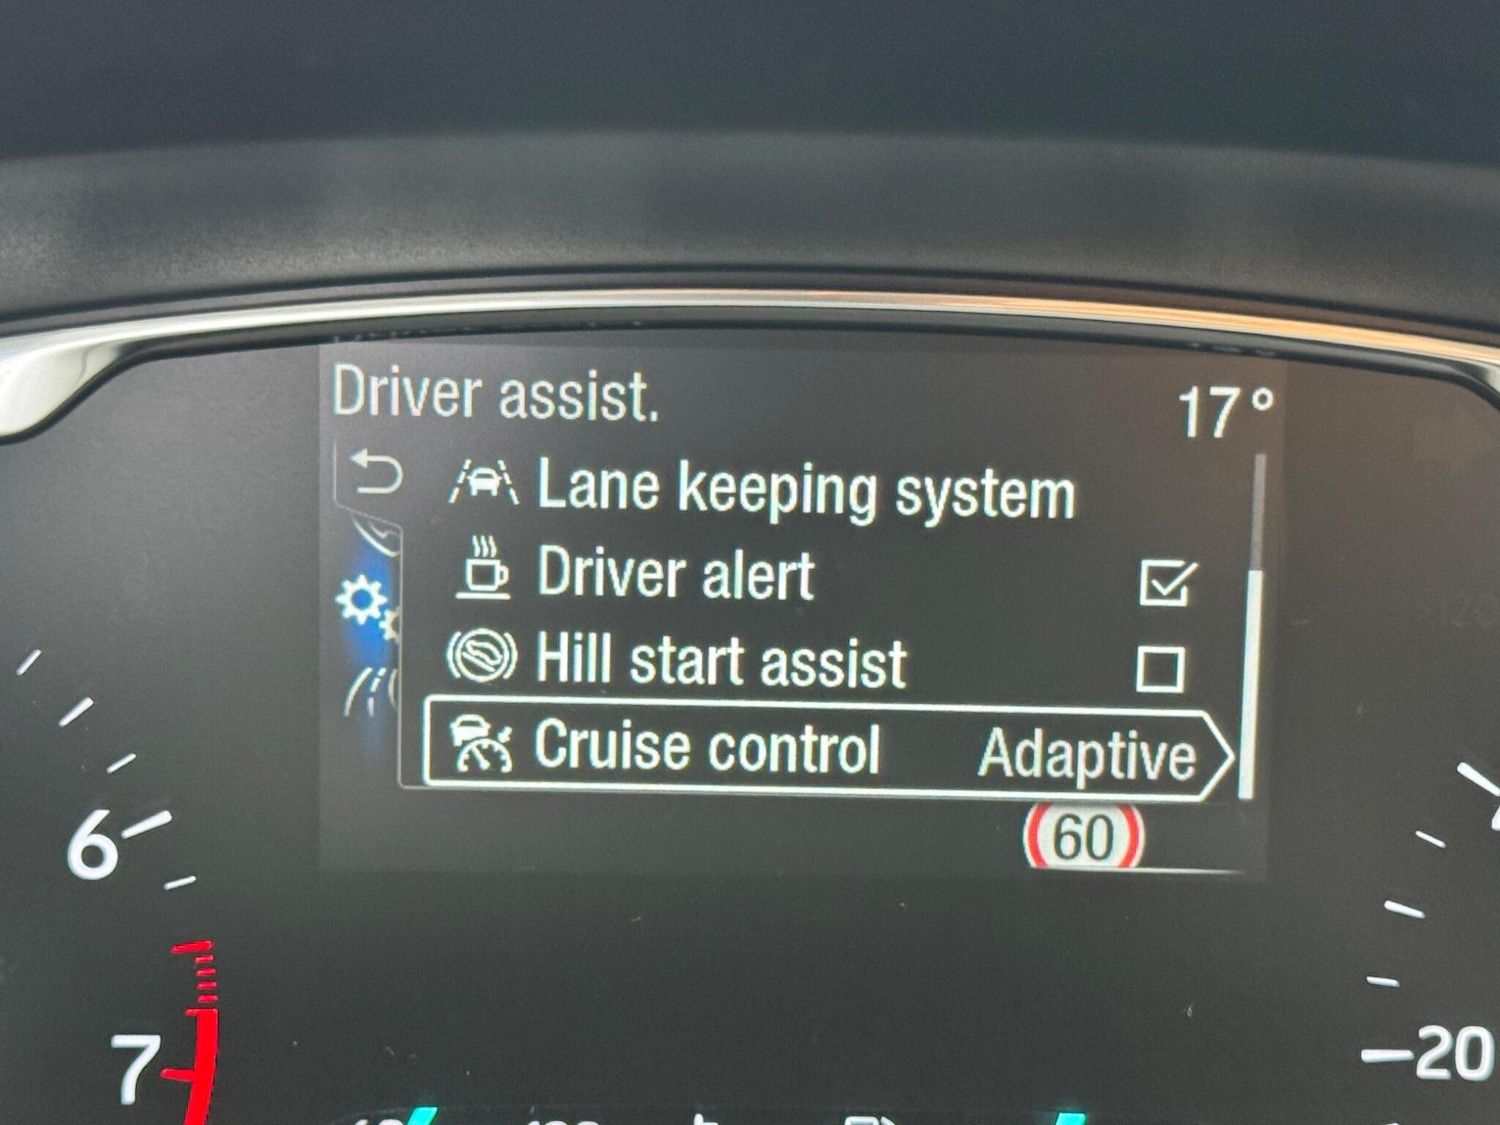 Driver assist.
17°
Lane keeping system
Driver alert
Hill start assist
Cruise control Adaptive
60
6
7
20